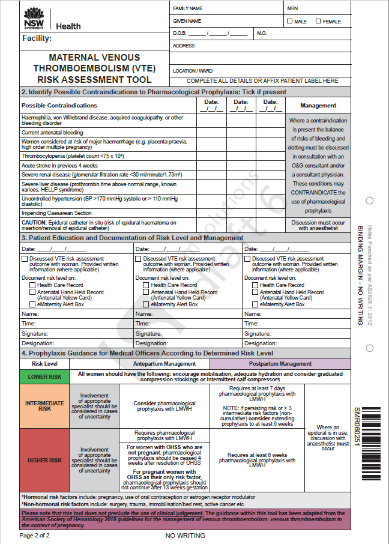 FAMILY NAME
MRN
NSW
GOVERNMENT
Health
GIVEN NAME
MALE
FEMALE
Facility:
D.O.B. ____/____/____
M.O.
ADDRESS
MATERNAL VENOUS
THROMBOEMBOLISM (VTE)
RISK ASSESSMENT TOOL
LOCATION / WARD
COMPLETE ALL DETAILS OR AFFIX PATIENT LABEL HERE
2. Identify Possible Contraindications to Pharmacological Prophylaxis: Tick if present
Possible Contraindications
Date:
__/__/__
Date:
__/__/__
Date:
__/__/__
Management
Haemophilia, von Willebrand disease, acquired coagulopathy, or other
bleeding disorder
Current antenatal bleeding
Women considered at risk of major haemorrhage (e.g. placenta praevia,
high order multiple pregnancy)
Thrombocytopenia (platelet count <75 x 10⁹)
Acute stroke in previous 4 weeks
Severe renal disease (glomerular filtration rate <30 ml/minute/1.73m²)
Severe liver disease (prothrombin time above normal range, known
varices, HELLP syndrome)
Uncontrolled hypertension (BP >170 mmHg systolic or > 110 mmHg
diastolic)
Impending Caesarean Section
CAUTION: Epidural catheter in situ (risk of epidural haematoma on
insertion/removal of epidural catheter)
Where a contraindication
is present the balance
of risks of bleeding and
clotting must be discussed
in consultation with an
O&G consultant and/or
a consultant physician.
These conditions may
CONTRAINDICATE the
use of pharmacological
prophylaxis
Discussion must occur
with anaesthetist
3. Patient Education and Documentation of Risk Level and Management
Date: ____/____/____
Date: ____/____/____
Date: ____/____/____
Discussed VTE risk assessment
outcome with woman. Provided written
information (where applicable)
Discussed VTE risk assessment
outcome with woman. Provided written
information (where applicable)
Discussed VTE risk assessment
outcome with woman. Provided written
information (where applicable)
Document risk level on:
Document risk level on:
Document risk level on:
Health Care Record
Health Care Record
Health Care Record
Antenatal Hand Held Record
(Antenatal Yellow Card)
Antenatal Hand Held Record
(Antenatal Yellow Card)
Antenatal Hand Held Record
(Antenatal Yellow Card)
eMaternity Alert Box
eMaternity Alert Box
eMaternity Alert Box
Name:
Name:
Name:
Time:
Time:
Time:
Signature:
Signature:
Signature:
Designation:
Designation:
Designation:
4. Prophylaxis Guidance for Medical Officers According to Determined Risk Level
Risk Level
Antepartum Management
Postpartum Management
LOWER RISK
All women should have the following: encourage mobilisation, adequate hydration and consider graduated
compression stockings or intermittent calf compressors
INTERMEDIATE
RISK
Involvement
of appropriate
specialist should be
considered in cases
of uncertainty
Consider pharmacological
prophylaxis with LMWH
Requires at least 7 days
pharmacological prophylaxis with
LMWH
NOTE: if persisting risk or > 3
intermediate risk factors (non-
cumulative) consider extending
prophylaxis to at least 6 weeks
Where an
epidural is in use,
discussion with
anaesthetist must
occur
HIGHER RISK
Involvement
of appropriate
specialist should be
considered in cases
of uncertainty
Requires pharmacological
prophylaxis with LMWH
For women with OHSS who are
not pregnant, pharmacological
prophylaxis should be ceased 4
weeks after resolution of OHSS
For pregnant women with
OHSS as their only risk factor,
pharmacological prophylaxis should
not continue after 13 weeks gestation
Requires at least 6 weeks
pharmacological prophylaxis with
LMWH
*Hormonal risk factors include: pregnancy, use of oral contraception or estrogen receptor modulator
*Non-hormonal risk factors include: surgery, trauma, immobilisation/bed rest, active cancer etc
Please note that this tool does not preclude the use of clinical judgement. The guidance within this tool has been adapted from the
American Society of Hematology 2018 guidelines for the management of venous thromboembolism: venous thromboembolism in
the context of pregnancy.
Page 2 of 2
NO WRITING
Holes Punched as per AS2828.1: 2012
BINDING MARGIN - NO WRITING
SMR060251